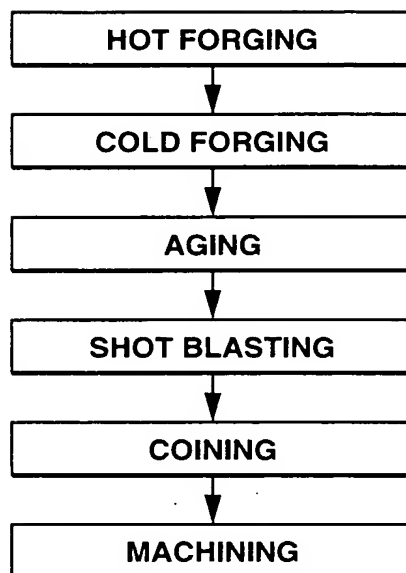 HOT FORGING
COLD FORGING
AGING
SHOT BLASTING
COINING
MACHINING